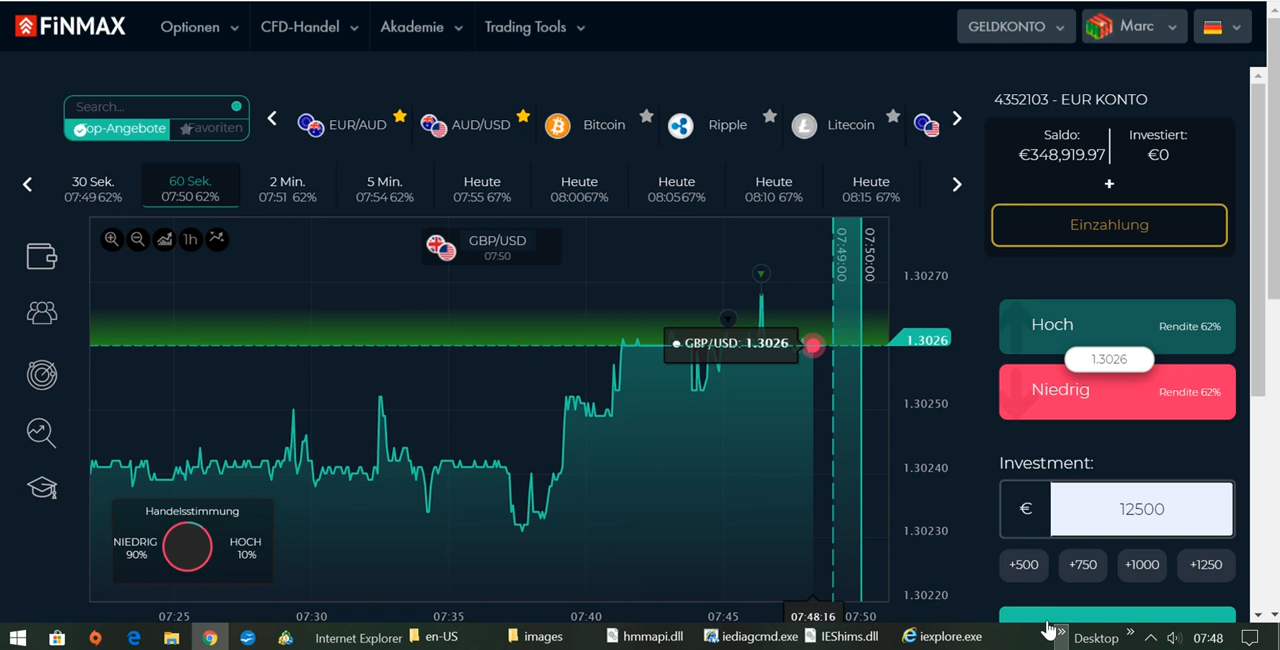 FiNMAX
Optionen
CFD-Handel
Akademie
Trading Tools
GELDKONTO
Marc
Search...
Top-Angebote
Favoriten
EUR/AUD
AUD/USD
Bitcoin
Ripple
Litecoin
4352103 - EUR KONTO
Saldo:
€348,919.97
Investiert:
€0
+
Einzahlung
30 Sek.
07:49 62%
60 Sek.
07:50 62%
2 Min.
07:51 62%
5 Min.
07:54 62%
Heute
07:55 67%
Heute
08:00 67%
Heute
08:05 67%
Heute
08:10 67%
Heute
08:15 67%
1h
GBP/USD
07:50
07:49:00
07:50:00
1.30270
1.3026
1.30250
1.30240
1.30230
1.30220
GBP/USD: 1.3026
Hoch
Rendite 62%
1.3026
Niedrig
Rendite 62%
Investment:
€
12500
+500
+750
+1000
+1250
Handelsstimmung
NIEDRIG
90%
HOCH
10%
07:25
07:30
07:35
07:40
07:45
07:48:16
07:50
Internet Explorer
en-US
images
hmmapi.dll
iediagcmd.exe
IEShims.dll
iexplore.exe
Desktop
07:48